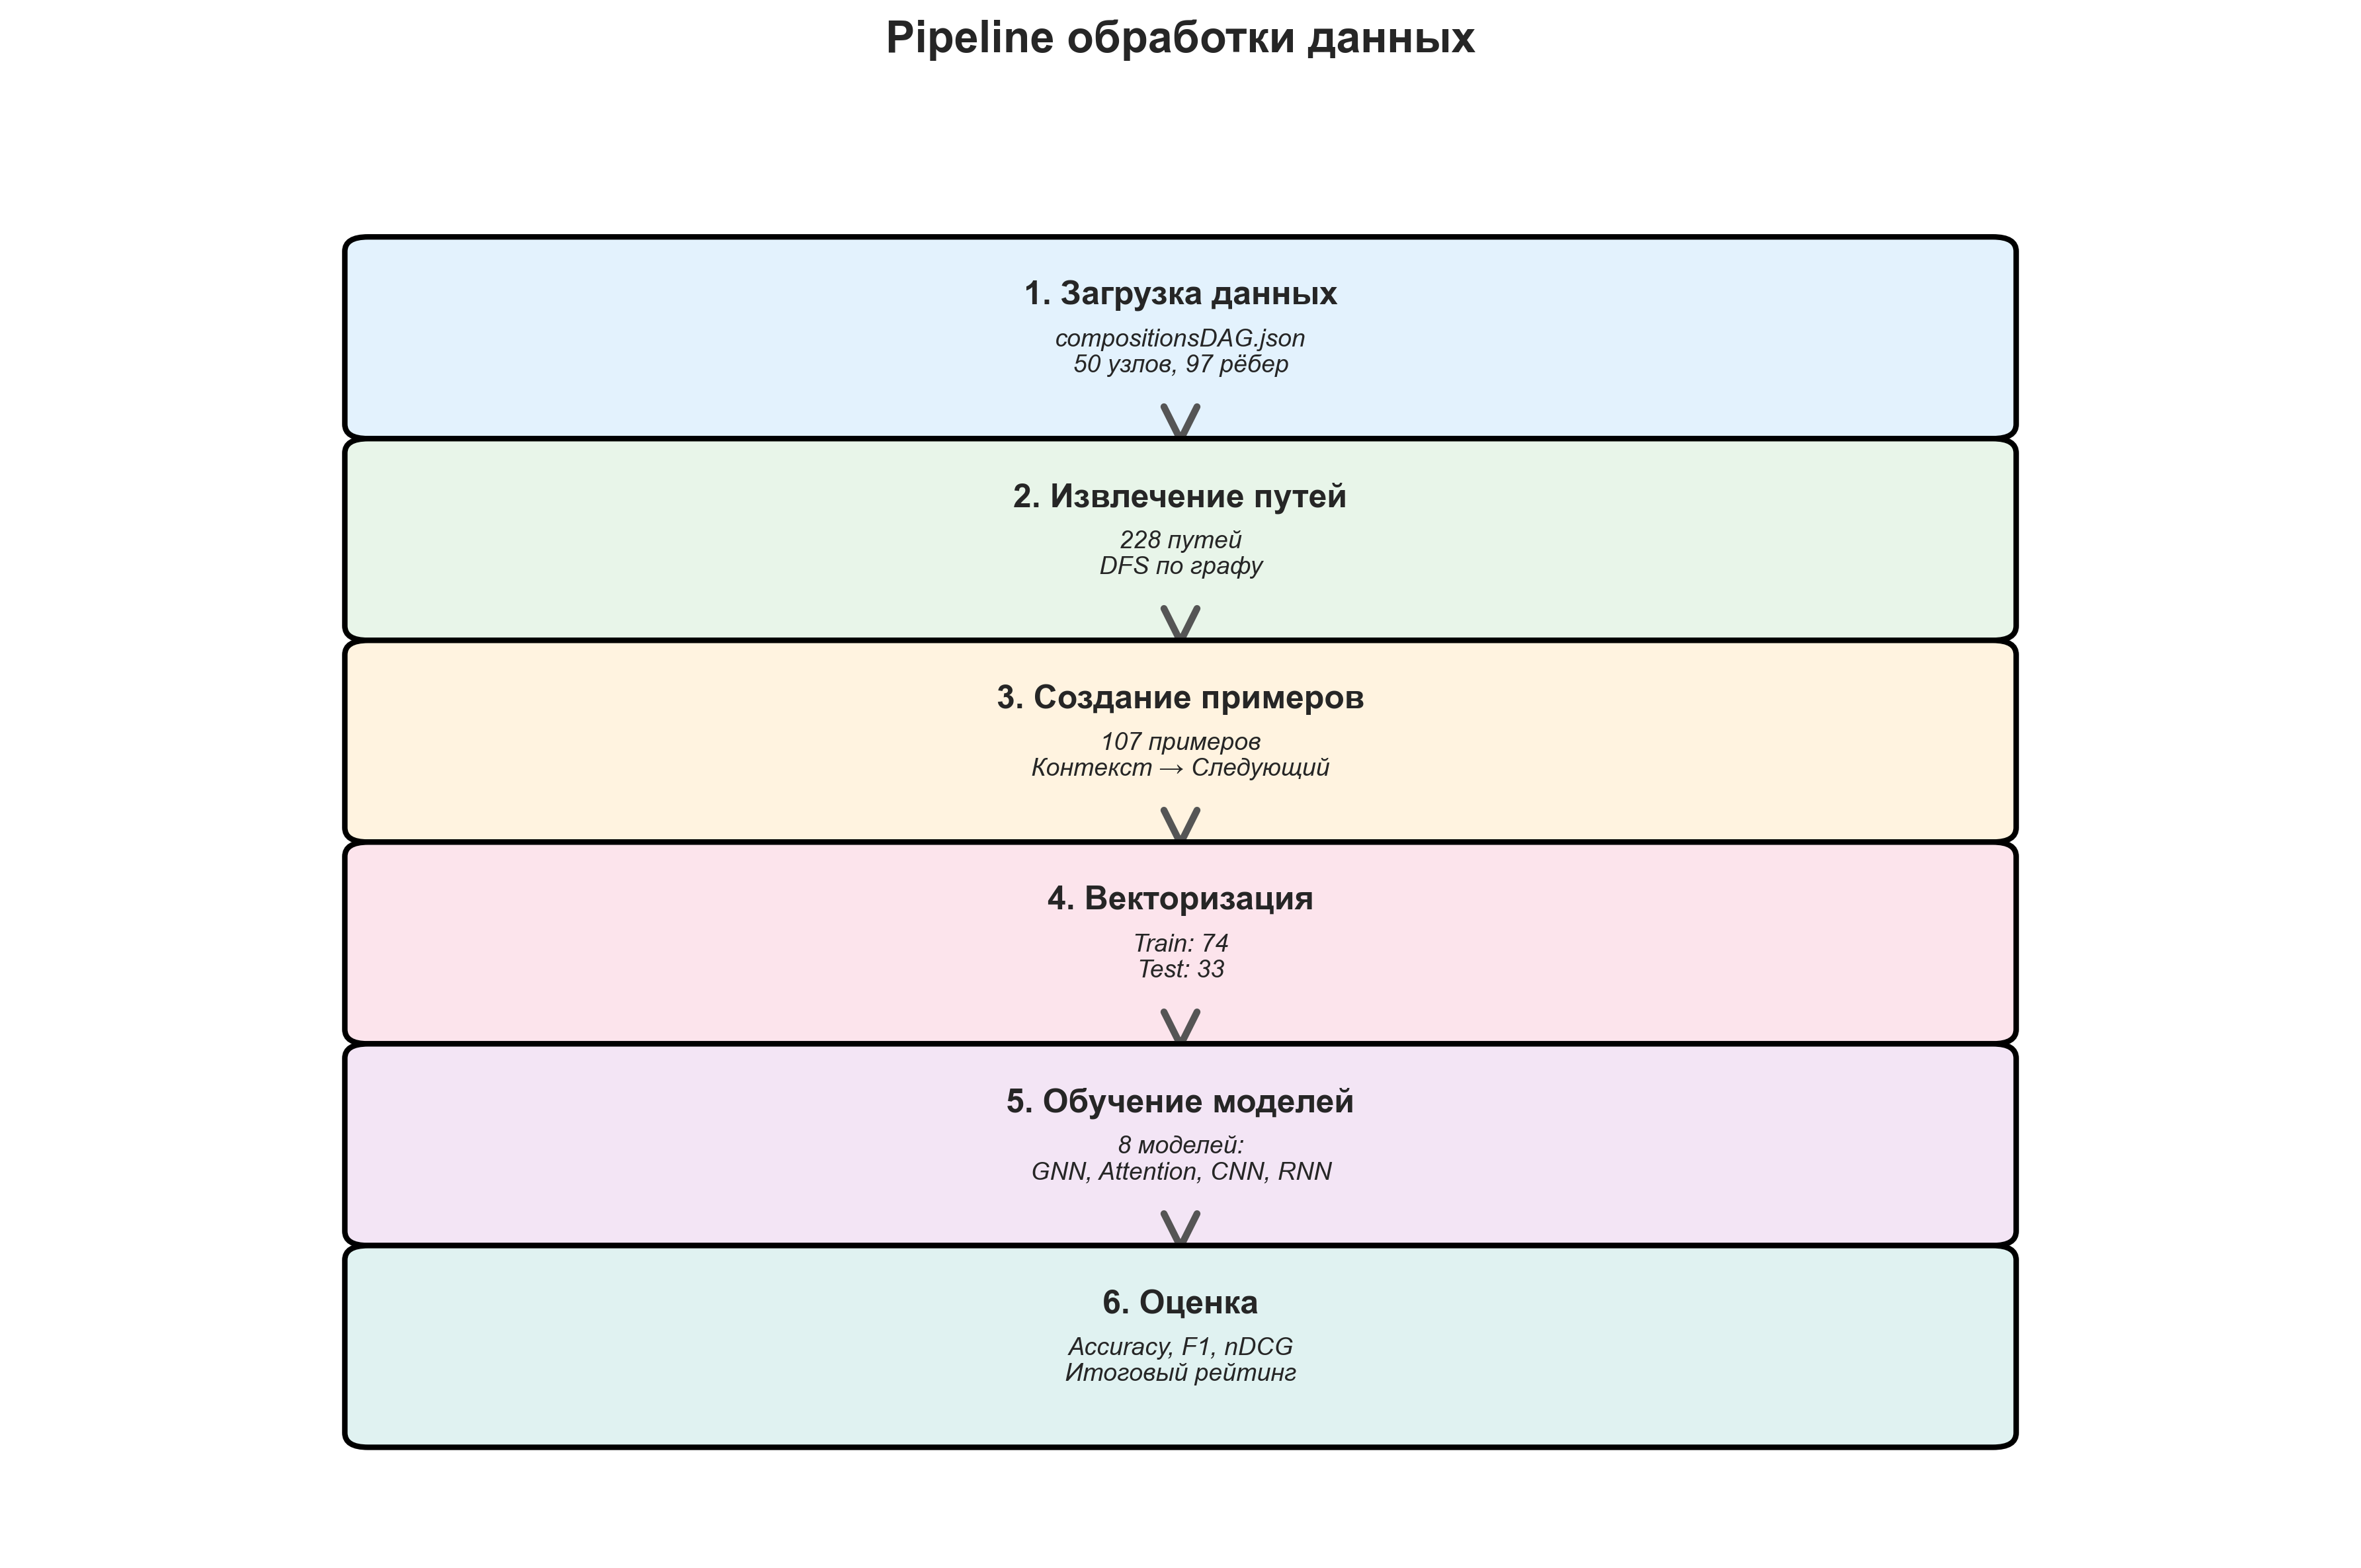 Pipeline обработки данных
1. Загрузка данных
compositionsDAG.json
50 узлов, 97 рёбер
2. Извлечение путей
228 путей
DFS по графу
3. Создание примеров
107 примеров
Контекст → Следующий
4. Векторизация
Train: 74
Test: 33
5. Обучение моделей
8 моделей:
GNN, Attention, CNN, RNN
6. Оценка
Accuracy, F1, nDCG
Итоговый рейтинг